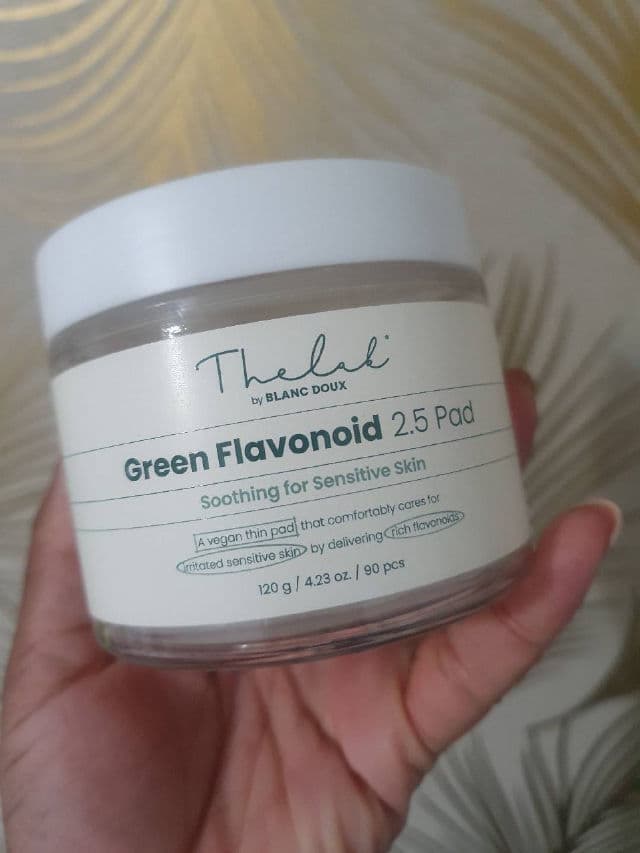 Thelab
by BLANC DOUX
Green Flavonoid 2.5 Pad
Soothing for Sensitive Skin
A vegan thin pad that comfortably cares for
irritated sensitive skin by delivering rich flavonoids
120 g / 4.23 oz. / 90 pcs